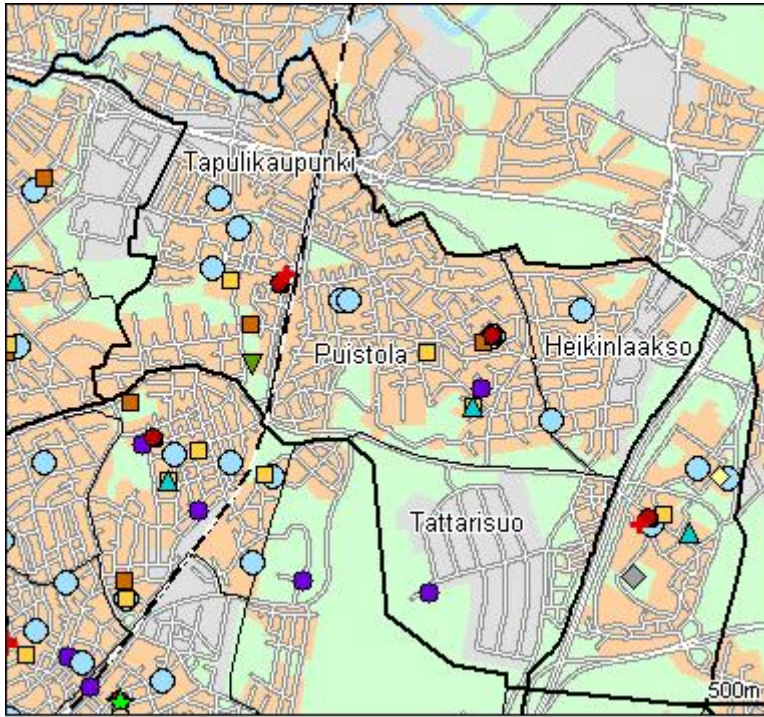 Tapulikaupunki
Puistola
Heikinlaakso
Tattarisuo
500m